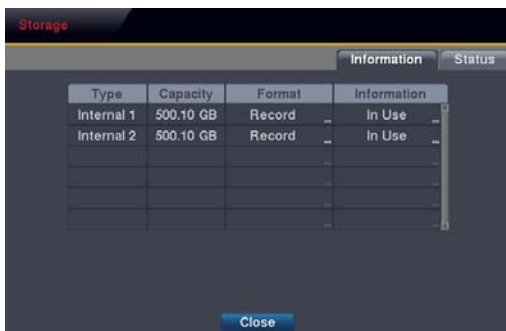 Storage
Information Status
Type Capacity Format Information
Internal 1 500.10 GB Record ... In Use ...
Internal 2 500.10 GB Record ... In Use ...
Close